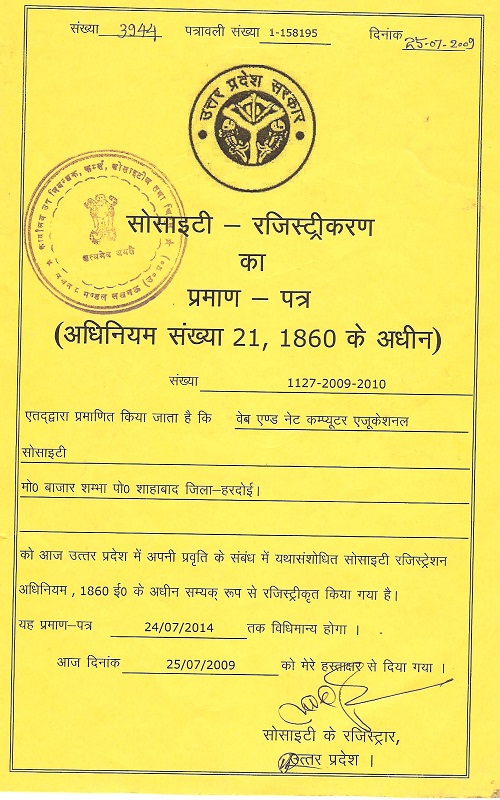 संख्या 3944 पत्रावली संख्या 1-158195 दिनांक 25-07-2009
उत्तर प्रदेश सरकार
सत्यमेव जयते
सोसाइटी – रजिस्ट्रीकरण
का
प्रमाण – पत्र
(अधिनियम संख्या 21, 1860 के अधीन)
संख्या 1127-2009-2010
एतद्द्वारा प्रमाणित किया जाता है कि वेब एण्ड नेट कम्प्यूटर एजूकेशनल
सोसाइटी
मो0 बाजार शम्भा पो0 शाहाबाद जिला–हरदोई।
को आज उत्तर प्रदेश में अपनी प्रवृति के संबंध में यथासंशोधित सोसाइटी रजिस्ट्रेशन
अधिनियम , 1860 ई0 के अधीन सम्यक् रूप से रजिस्ट्रीकृत किया गया है।
यह प्रमाण–पत्र 24/07/2014 तक विधिमान्य होगा ।
आज दिनांक 25/07/2009 को मेरे हस्ताक्षर से दिया गया ।
सोसाइटी के रजिस्ट्रार,
उत्तर प्रदेश ।